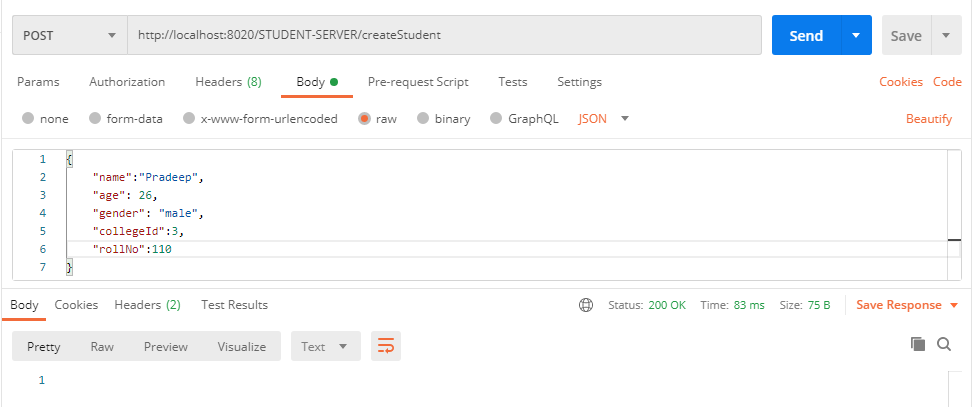 POST http://localhost:8020/STUDENT-SERVER/createStudent Send Save
Params Authorization Headers (8) Body Pre-request Script Tests Settings Cookies Code
none form-data x-www-form-urlencoded raw binary GraphQL JSON Beautify
1 {
2 "name":"Pradeep",
3 "age": 26,
4 "gender": "male",
5 "collegeId":3,
6 "rollNo":110
7 }
Body Cookies Headers (2) Test Results Status: 200 OK Time: 83 ms Size: 75 B Save Response
Pretty Raw Preview Visualize Text
1